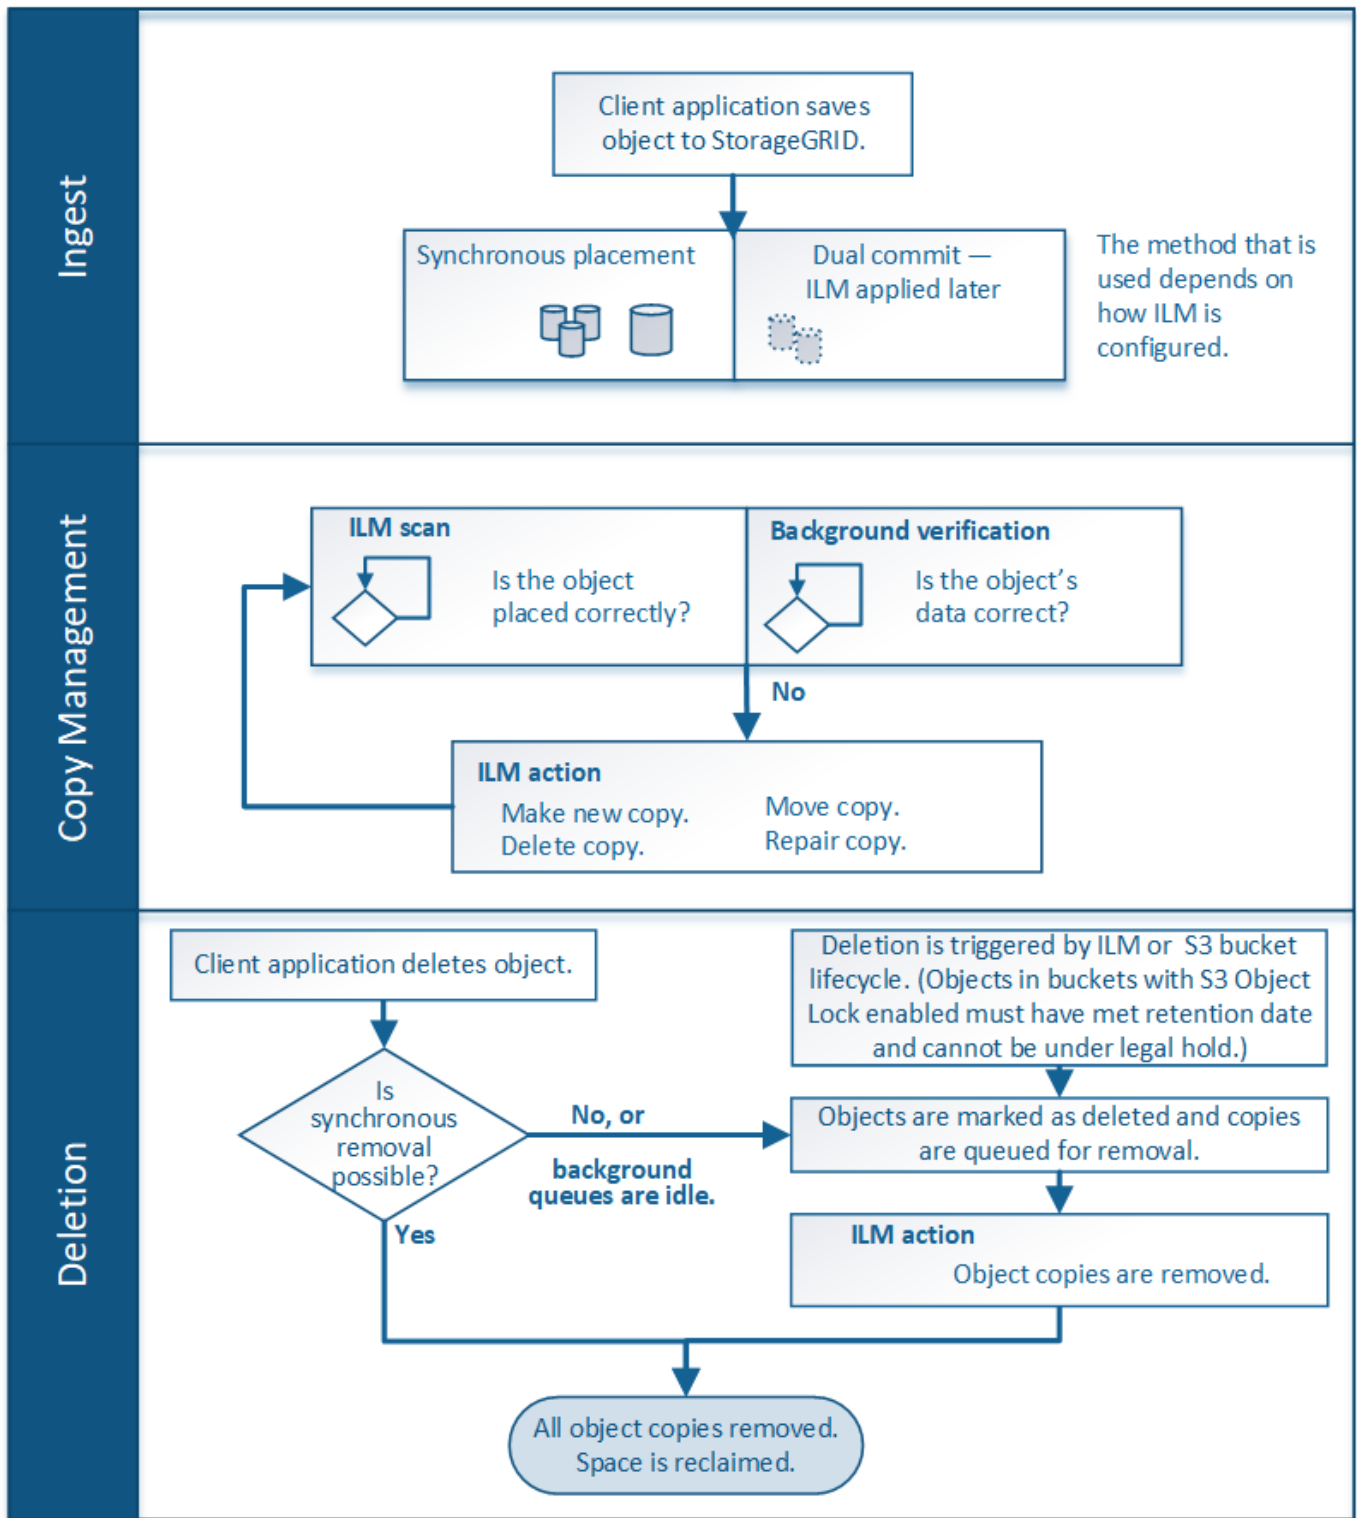 Ingest
Client application saves
object to StorageGRID.
Synchronous placement
Dual commit —
ILM applied later
The method that is
used depends on
how ILM is
configured.
Copy Management
ILM scan
Is the object
placed correctly?
Background verification
Is the object's
data correct?
No
ILM action
Make new copy.
Delete copy.
Move copy.
Repair copy.
Deletion
Client application deletes object.
Is
synchronous
removal
possible?
No, or
background
queues are idle.
Yes
Deletion is triggered by ILM or S3 bucket
lifecycle. (Objects in buckets with S3 Object
Lock enabled must have met retention date
and cannot be under legal hold.)
Objects are marked as deleted and copies
are queued for removal.
ILM action
Object copies are removed.
All object copies removed.
Space is reclaimed.